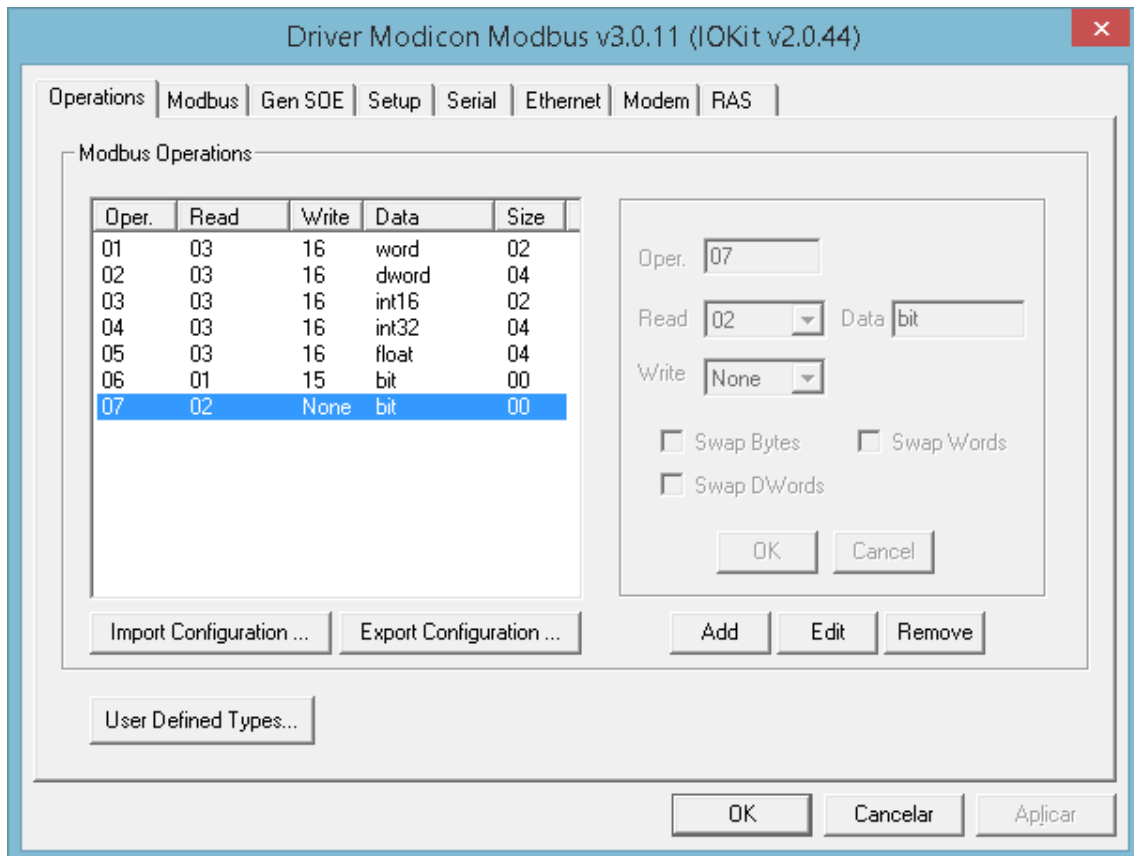 Driver Modicon Modbus v3.0.11 (IOKit v2.0.44)
Operations Modbus Gen SOE Setup Serial Ethernet Modem RAS
Modbus Operations
Oper. Read Write Data Size
01 03 16 word 02
02 03 16 dword 04
03 03 16 int16 02
04 03 16 int32 04
05 03 16 float 04
06 01 15 bit 00
07 02 None bit 00
Oper. 07
Read 02 Data bit
Write None
Swap Bytes Swap Words
Swap DWords
OK Cancel
Import Configuration ... Export Configuration ... Add Edit Remove
User Defined Types...
OK Cancelar Aplicar